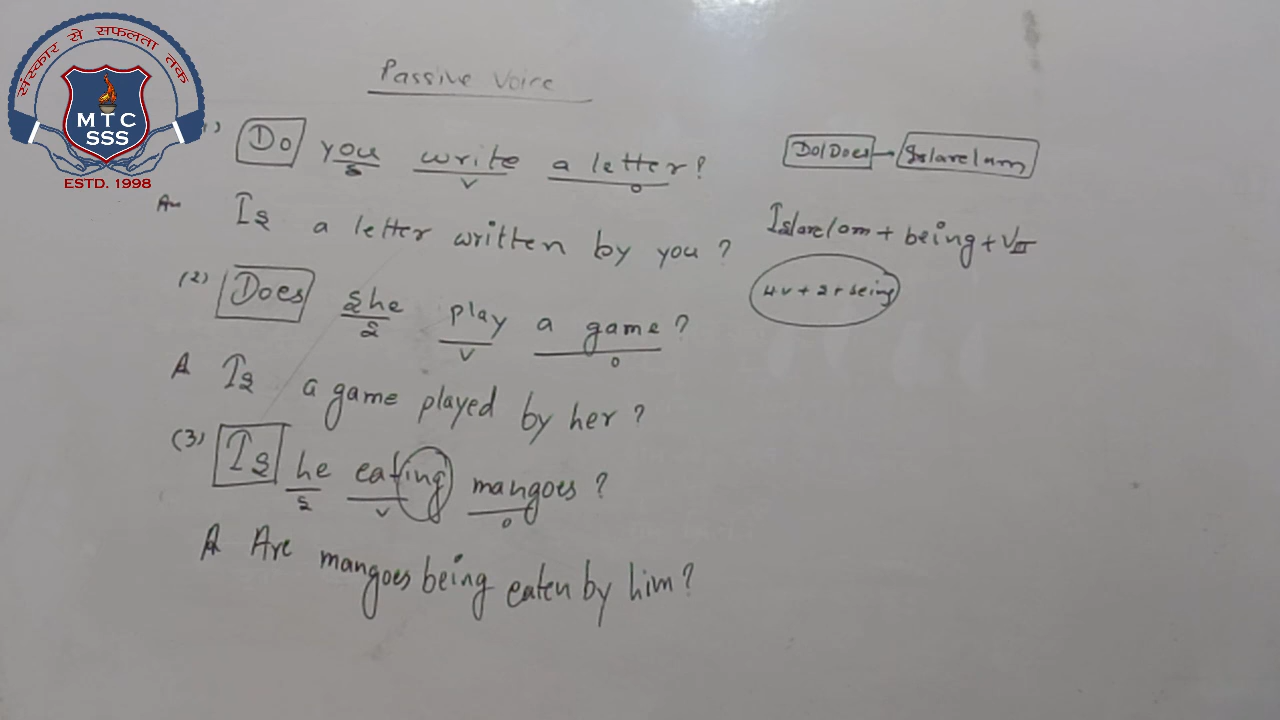 संस्कार से सफलता तक
MTC
SSS
ESTD. 1998
Passive Voice
Do you write a letter?
S V O
Is a letter written by you?
(2) Does She play a game?
S V O
A Is a game played by her?
(3) Is he eating mangoes?
S V O
A Are mangoes being eaten by him?
Do/Does → Is/are/am
Is/are/am + being + VIII